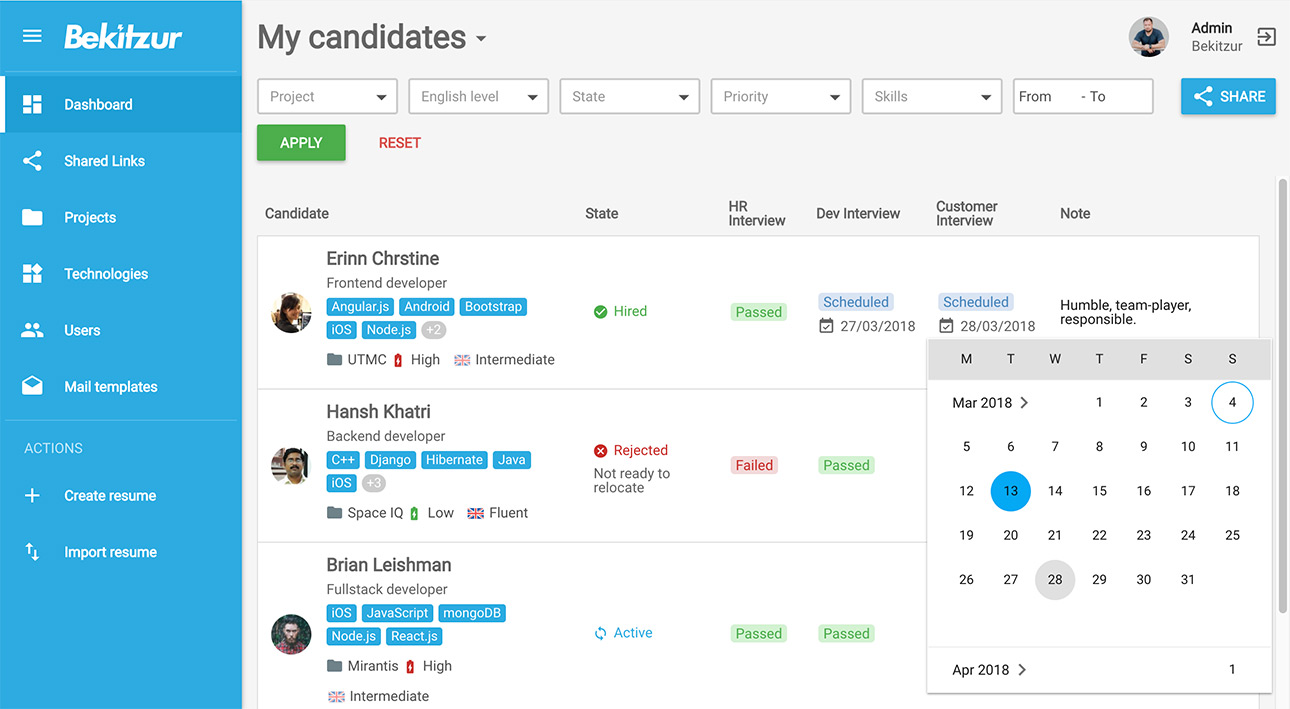 Bekitzur
Dashboard
Shared Links
Projects
Technologies
Users
Mail templates
ACTIONS
Create resume
Import resume
My candidates
Admin
Bekitzur
Project
English level
State
Priority
Skills
From - To
SHARE
APPLY
RESET
Candidate
State
HR
Interview
Dev Interview
Customer
Interview
Note
Erinn Chrstine
Frontend developer
Angular.js Android Bootstrap
iOS Node.js +2
UTMC High Intermediate
Hired
Passed
Scheduled
27/03/2018
Scheduled
28/03/2018
Humble, team-player,
responsible.
Hansh Khatri
Backend developer
C++ Django Hibernate Java
iOS +3
Space IQ Low Fluent
Rejected
Not ready to
relocate
Failed
Passed
Brian Leishman
Fullstack developer
iOS JavaScript mongoDB
Node.js React.js
Mirantis High
Intermediate
Active
Passed
Passed
M T W T F S S
Mar 2018 1 2 3 4
5 6 7 8 9 10 11
12 13 14 15 16 17 18
19 20 21 22 23 24 25
26 27 28 29 30 31
Apr 2018 1